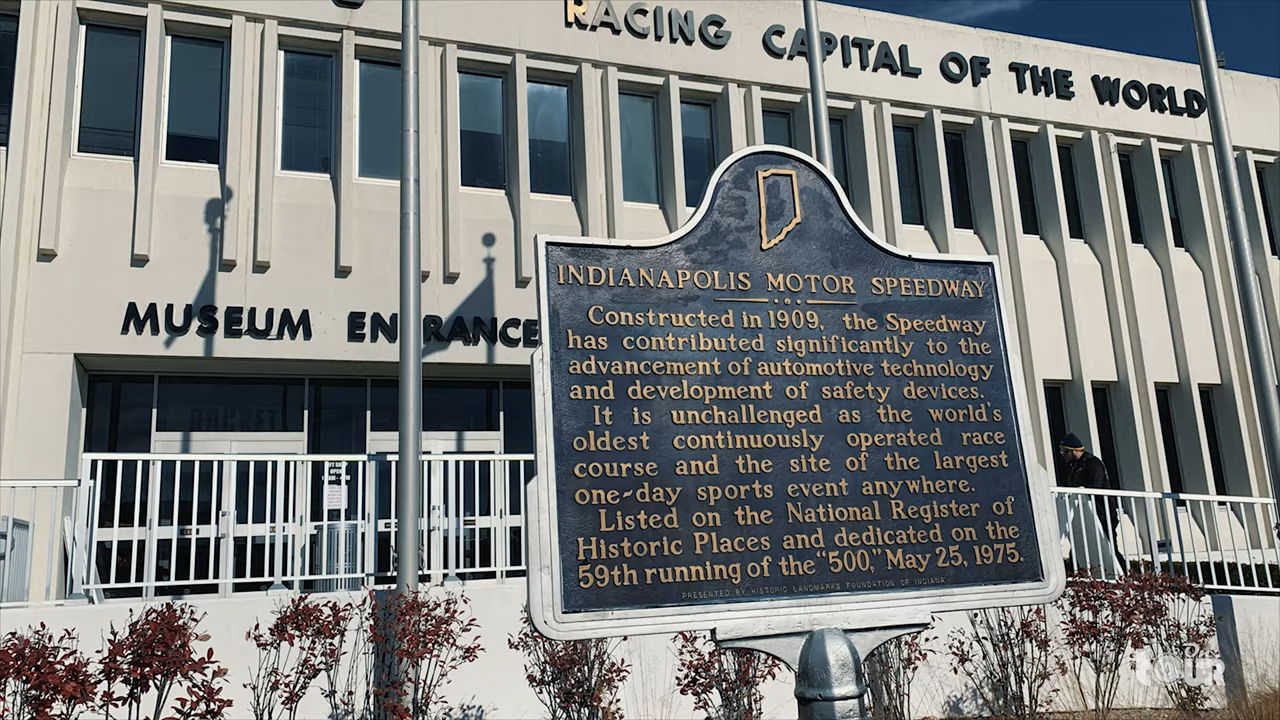 RACING CAPITAL OF THE WORLD
MUSEUM ENTRANCE
INDIANAPOLIS MOTOR SPEEDWAY
Constructed in 1909, the Speedway
has contributed significantly to the
advancement of automotive technology
and development of safety devices.
It is unchallenged as the world's
oldest continuously operated race
course and the site of the largest
one-day sports event anywhere.
Listed on the National Register of
Historic Places and dedicated on the
59th running of the "500," May 25, 1975.
PRESENTED BY HISTORIC LANDMARKS FOUNDATION OF INDIANA
TOUR